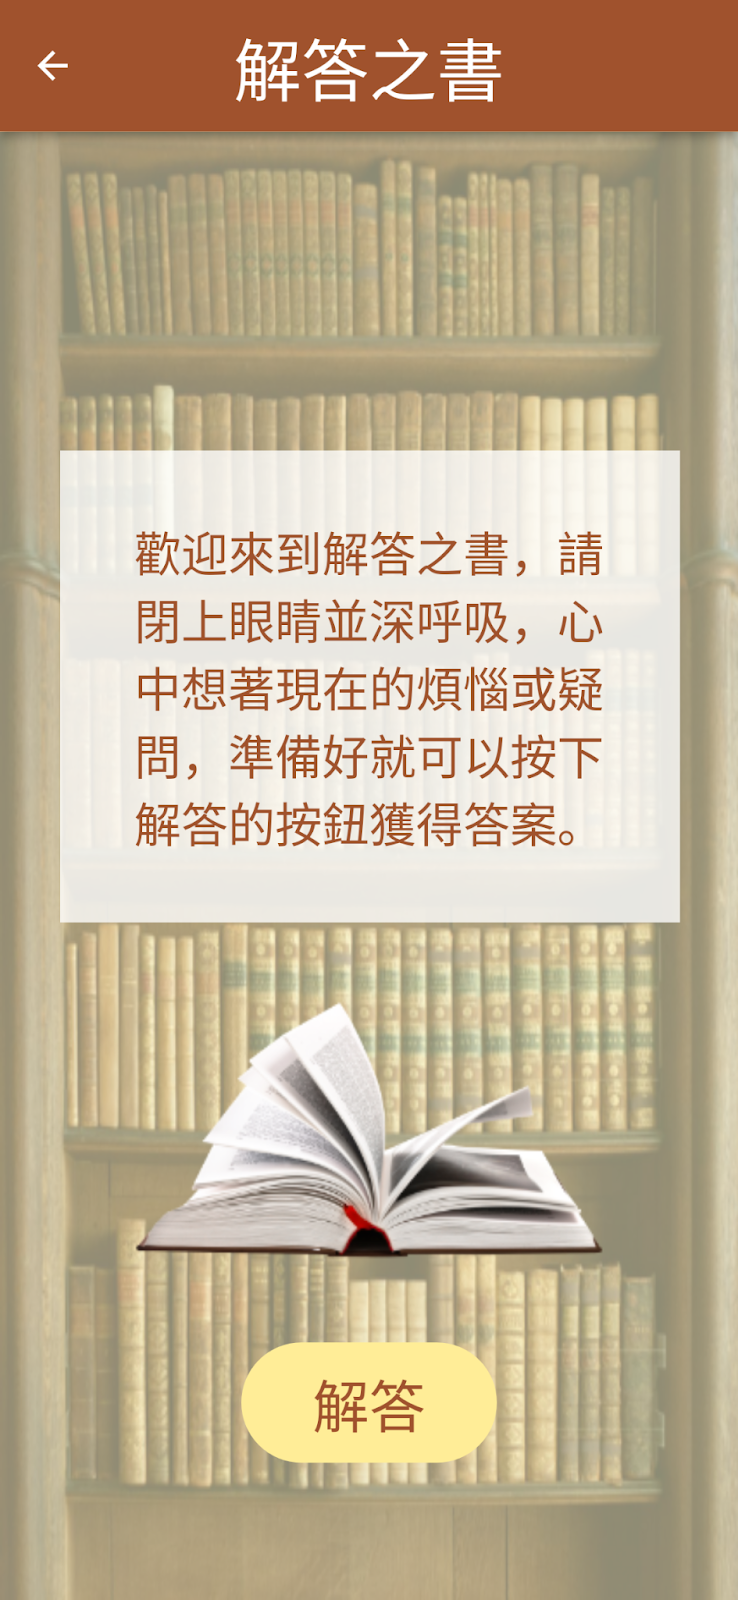 解答之書
歡迎來到解答之書，請
閉上眼睛並深呼吸，心
中想著現在的煩惱或疑
問，準備好就可以按下
解答的按鈕獲得答案。
解答